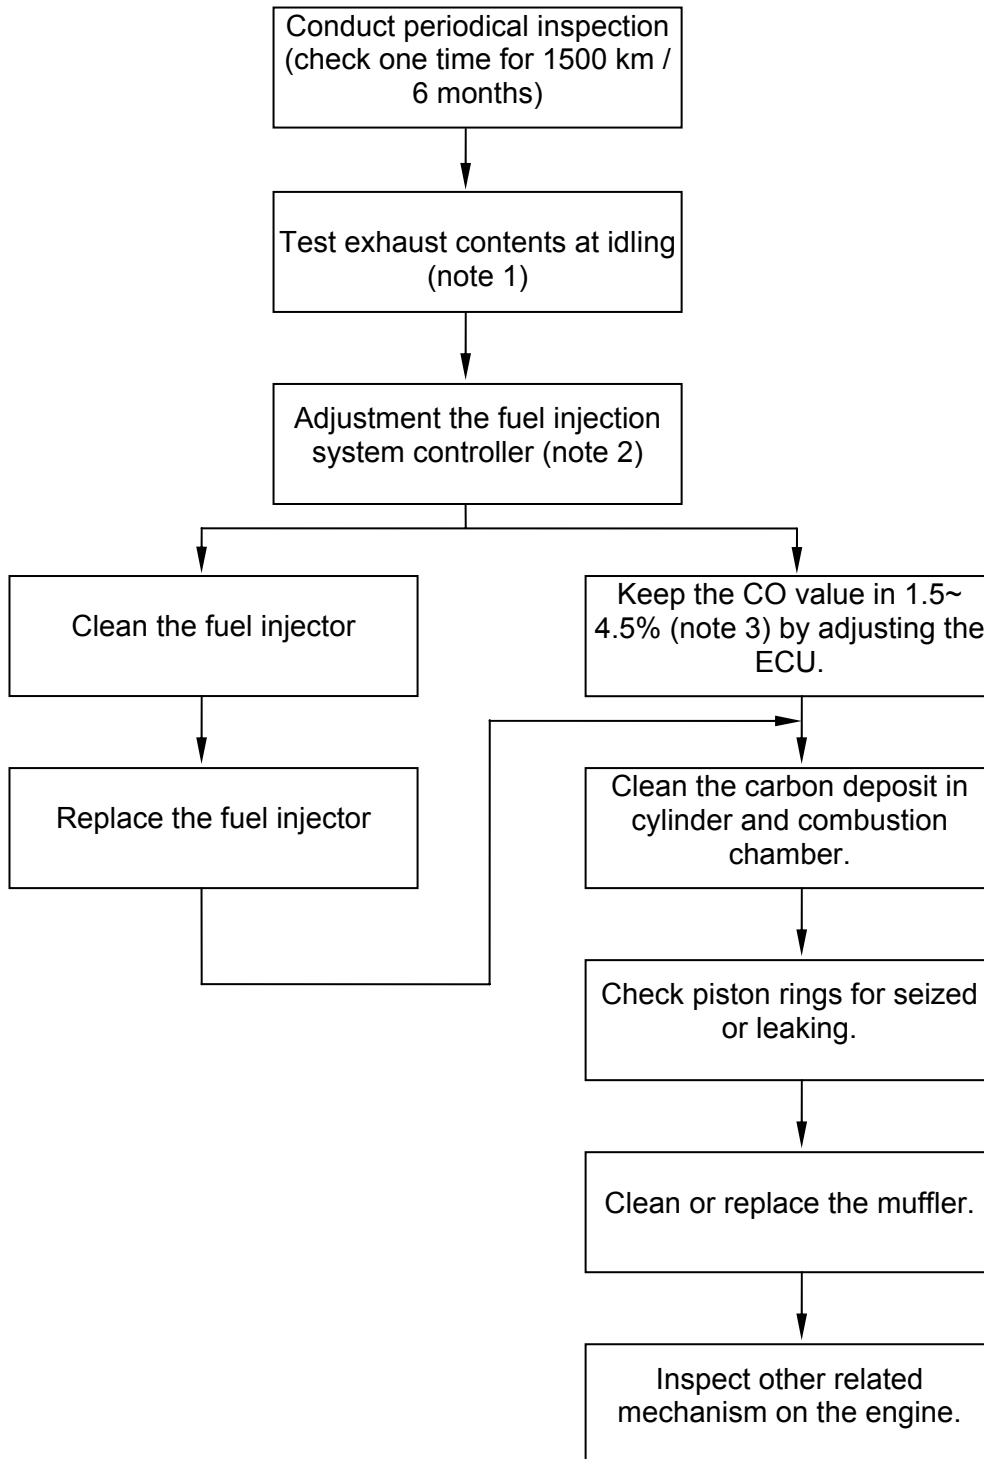 Conduct periodical inspection
(check one time for 1500 km /
6 months)
Test exhaust contents at idling
(note 1)
Adjustment the fuel injection
system controller (note 2)
Clean the fuel injector
Keep the CO value in 1.5~
4.5% (note 3) by adjusting the
ECU.
Replace the fuel injector
Clean the carbon deposit in
cylinder and combustion
chamber.
Check piston rings for seized
or leaking.
Clean or replace the muffler.
Inspect other related
mechanism on the engine.